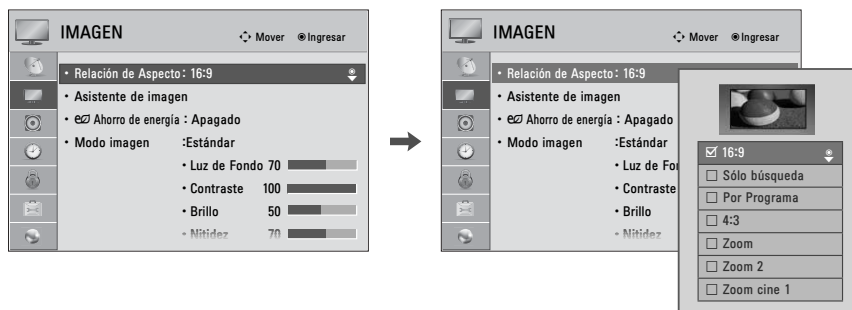 IMAGEN
Mover
Ingresar
• Relación de Aspecto: 16:9
• Asistente de imagen
• Ahorro de energía : Apagado
• Modo imagen :Estándar
• Luz de Fondo 70
• Contraste 100
• Brillo 50
• Nitidez 70
IMAGEN
Mover
Ingresar
• Relación de Aspecto: 16:9
• Asistente de imagen
• Ahorro de energía : Apagado
• Modo imagen :Estándar
• Luz de Fo
• Contraste
• Brillo
• Nitidez
16:9
Sólo búsqueda
Por Programa
4:3
Zoom
Zoom 2
Zoom cine 1